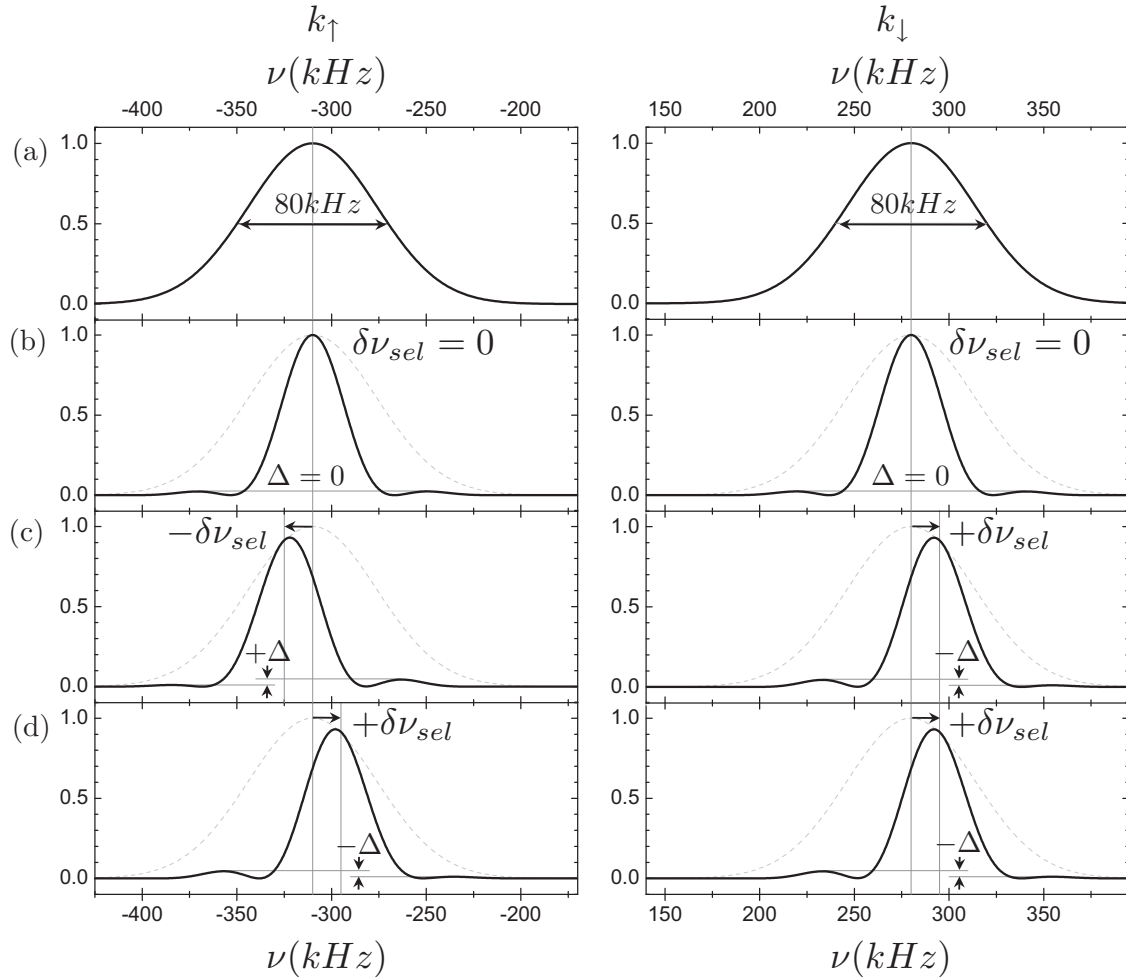 k↑ k↓
ν(kHz) ν(kHz)
-400 -350 -300 -250 -200 150 200 250 300 350
(a) 1.0 0.5 0.0 80kHz 1.0 0.5 0.0 80kHz
(b) 1.0 0.5 0.0 δν_sel = 0 Δ = 0 1.0 0.5 0.0 δν_sel = 0 Δ = 0
(c) 1.0 0.5 0.0 −δν_sel +Δ 1.0 0.5 0.0 +δν_sel −Δ
(d) 1.0 0.5 0.0 +δν_sel −Δ 1.0 0.5 0.0 +δν_sel −Δ
-400 -350 -300 -250 -200 150 200 250 300 350
ν(kHz) ν(kHz)